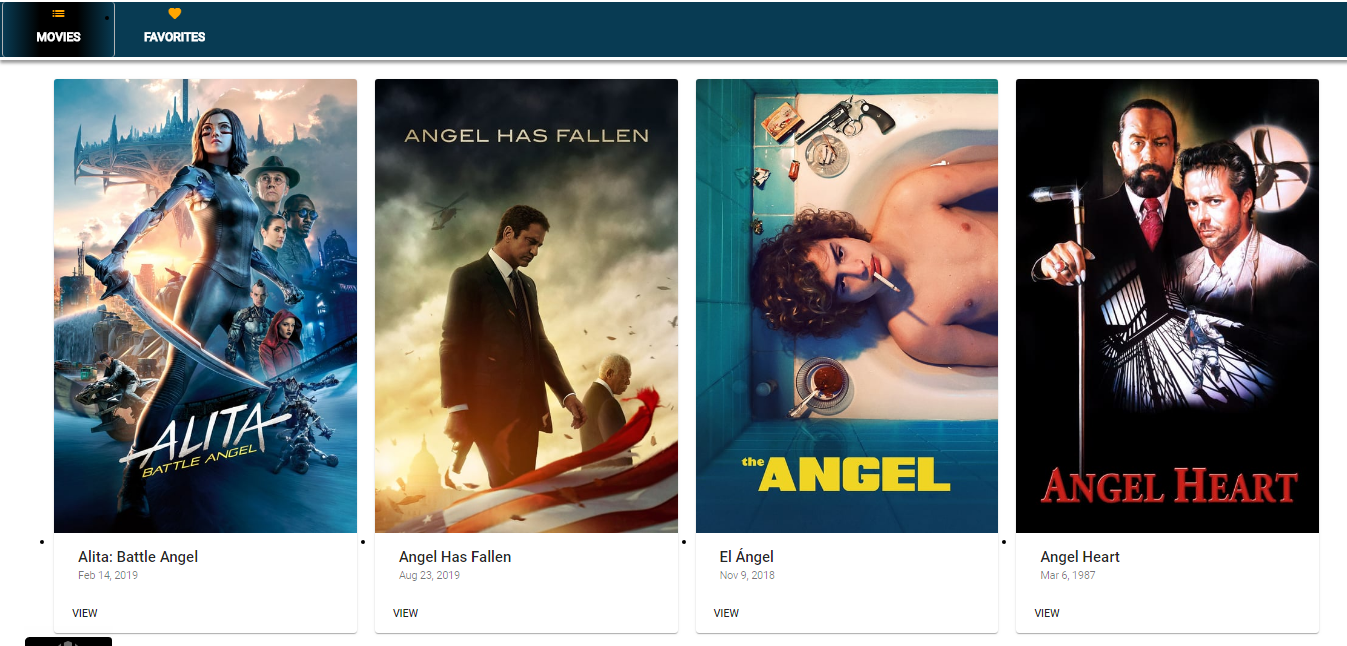 MOVIES
FAVORITES
ALITA
BATTLE ANGEL
ANGEL HAS FALLEN
the ANGEL
ANGEL HEART
Alita: Battle Angel
Feb 14, 2019
VIEW
Angel Has Fallen
Aug 23, 2019
VIEW
El Ángel
Nov 9, 2018
VIEW
Angel Heart
Mar 6, 1987
VIEW